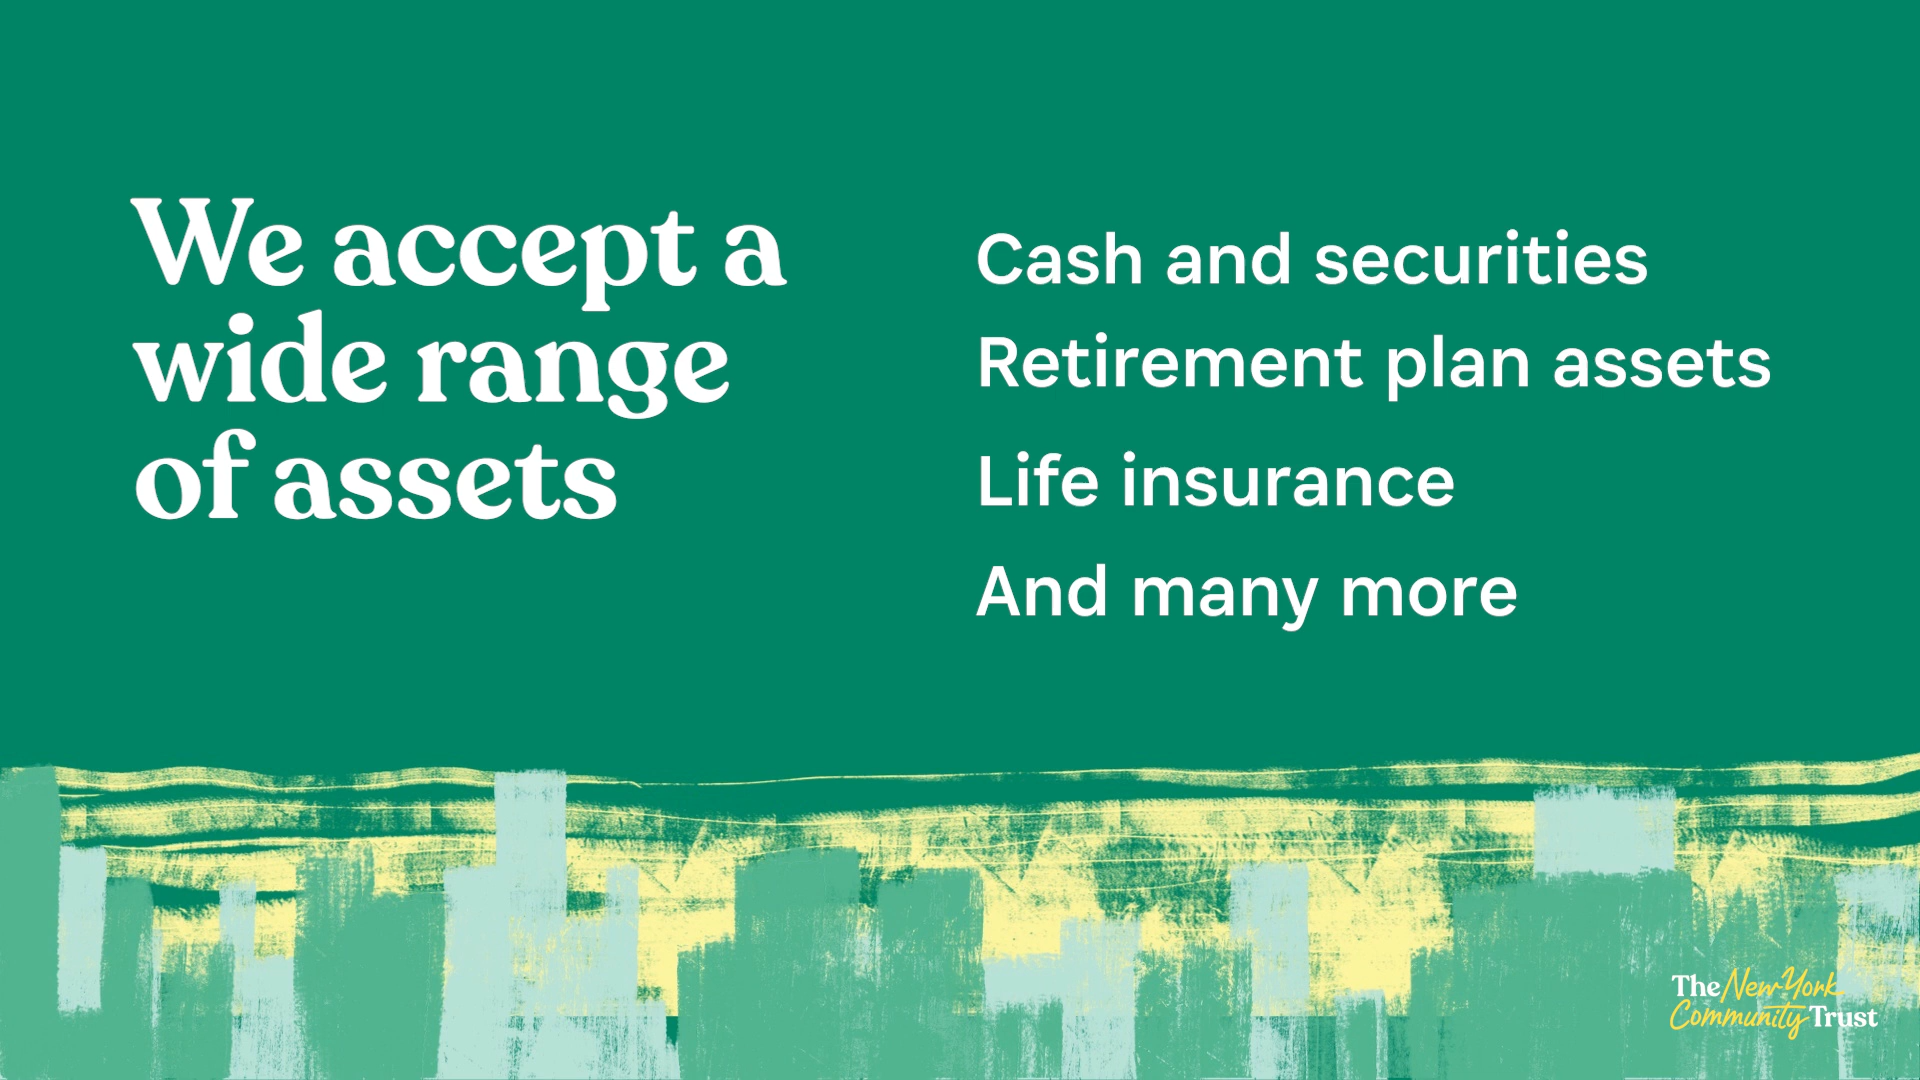 We accept a
wide range
of assets
Cash and securities
Retirement plan assets
Life insurance
And many more
The New York
Community Trust